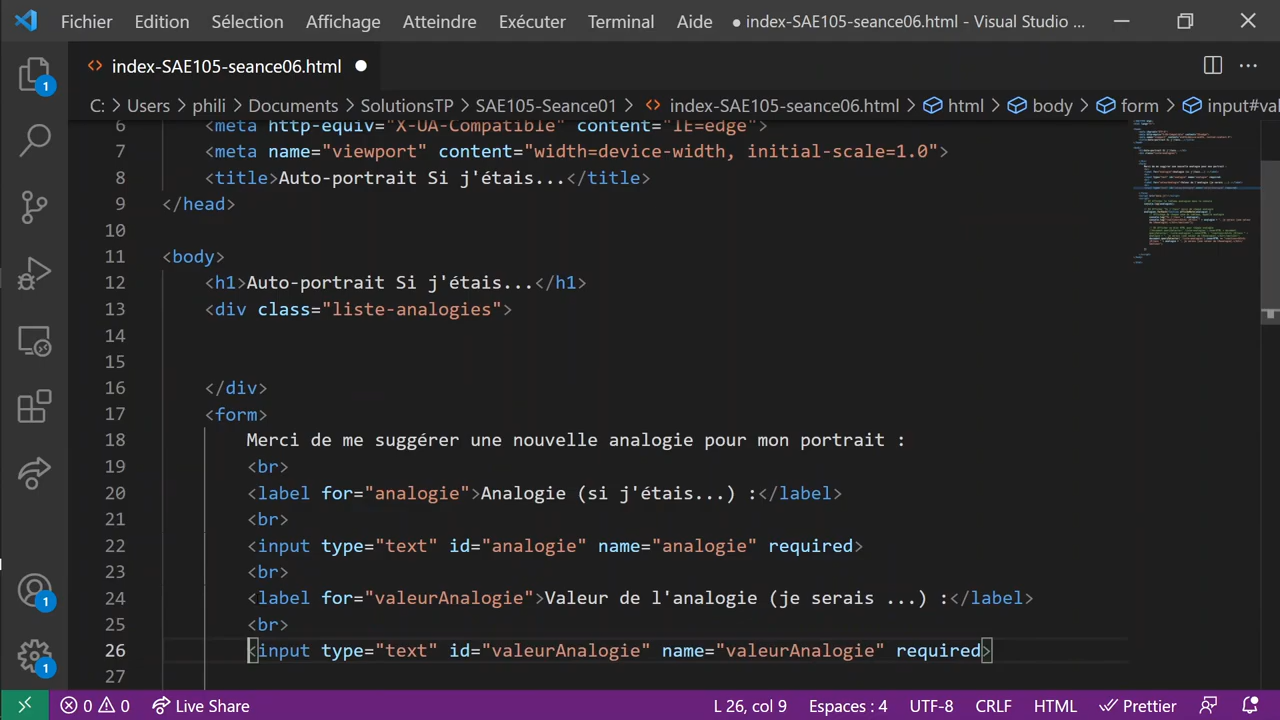 Fichier Edition Sélection Affichage Atteindre Exécuter Terminal Aide ● index-SAE105-seance06.html - Visual Studio ...
<> index-SAE105-seance06.html ●
C: > Users > phili > Documents > SolutionsTP > SAE105-Seance01 > <> index-SAE105-seance06.html > html > body > form > input#val
6 <meta http-equiv="X-UA-Compatible" content="IE=edge">
7 <meta name="viewport" content="width=device-width, initial-scale=1.0">
8 <title>Auto-portrait Si j'étais...</title>
9 </head>
10
11 <body>
12 <h1>Auto-portrait Si j'étais...</h1>
13 <div class="liste-analogies">
14
15
16 </div>
17 <form>
18 Merci de me suggérer une nouvelle analogie pour mon portrait :
19 <br>
20 <label for="analogie">Analogie (si j'étais...) :</label>
21 <br>
22 <input type="text" id="analogie" name="analogie" required>
23 <br>
24 <label for="valeurAnalogie">Valeur de l'analogie (je serais ...) :</label>
25 <br>
26 <input type="text" id="valeurAnalogie" name="valeurAnalogie" required>
27
1
1
1
0 0 Live Share L 26, col 9 Espaces : 4 UTF-8 CRLF HTML Prettier